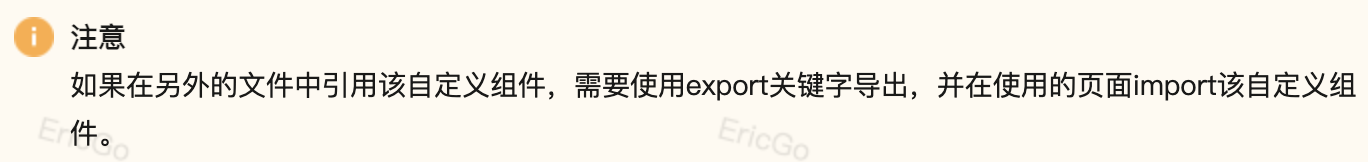 注意
如果在另外的文件中引用该自定义组件，需要使用export关键字导出，并在使用的页面import该自定义组
件。
EricGo
EricGo